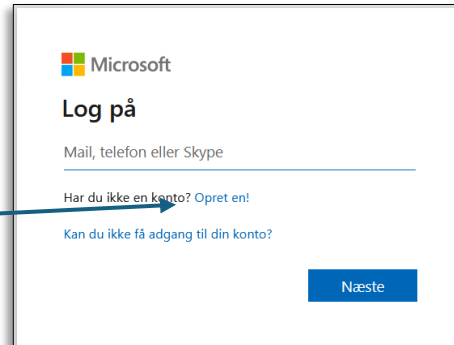 Microsoft
Log på
Mail, telefon eller Skype
Har du ikke en konto? Opret en!
Kan du ikke få adgang til din konto?
Næste